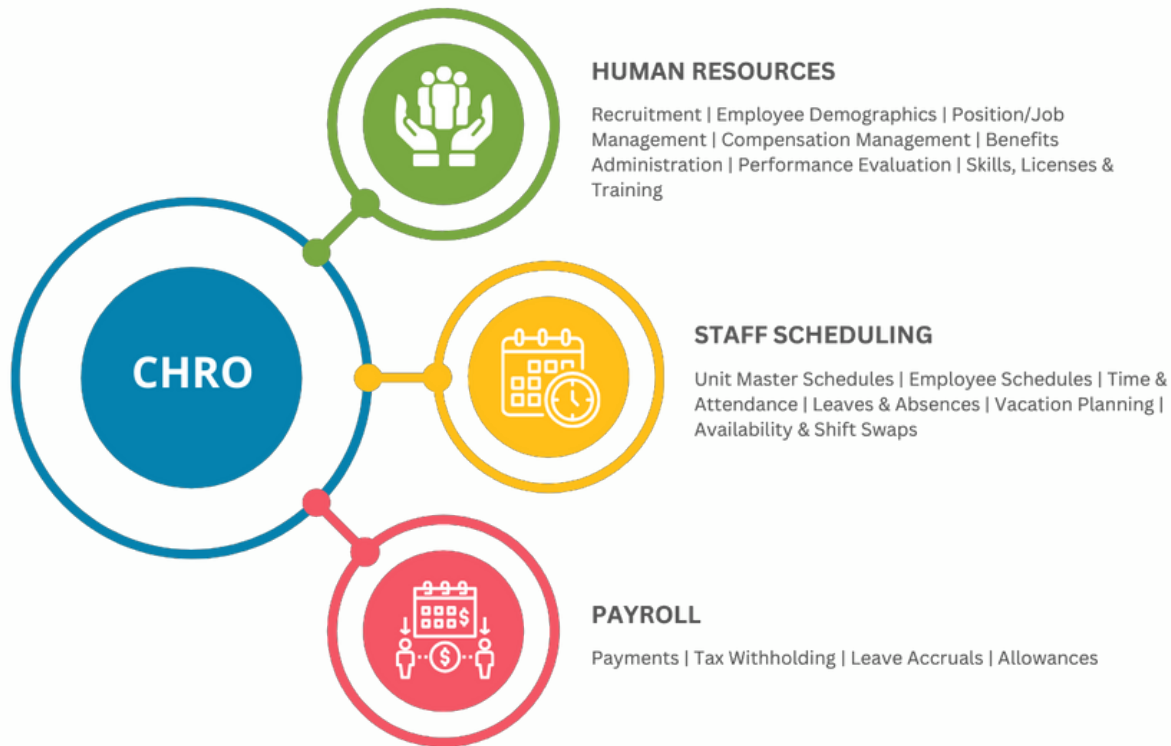 HUMAN RESOURCES
Recruitment | Employee Demographics | Position/Job
Management | Compensation Management | Benefits
Administration | Performance Evaluation | Skills, Licenses &
Training
CHRO
STAFF SCHEDULING
Unit Master Schedules | Employee Schedules | Time &
Attendance | Leaves & Absences | Vacation Planning |
Availability & Shift Swaps
PAYROLL
Payments | Tax Withholding | Leave Accruals | Allowances